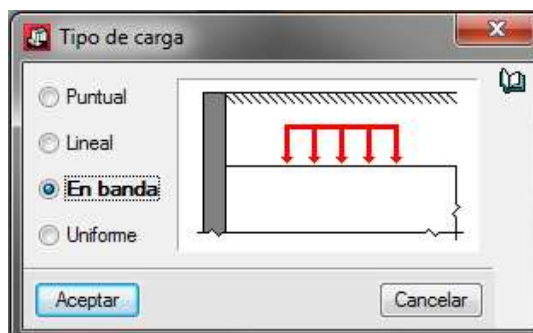 Tipo de carga
Puntual
Lineal
En banda
Uniforme
Aceptar
Cancelar